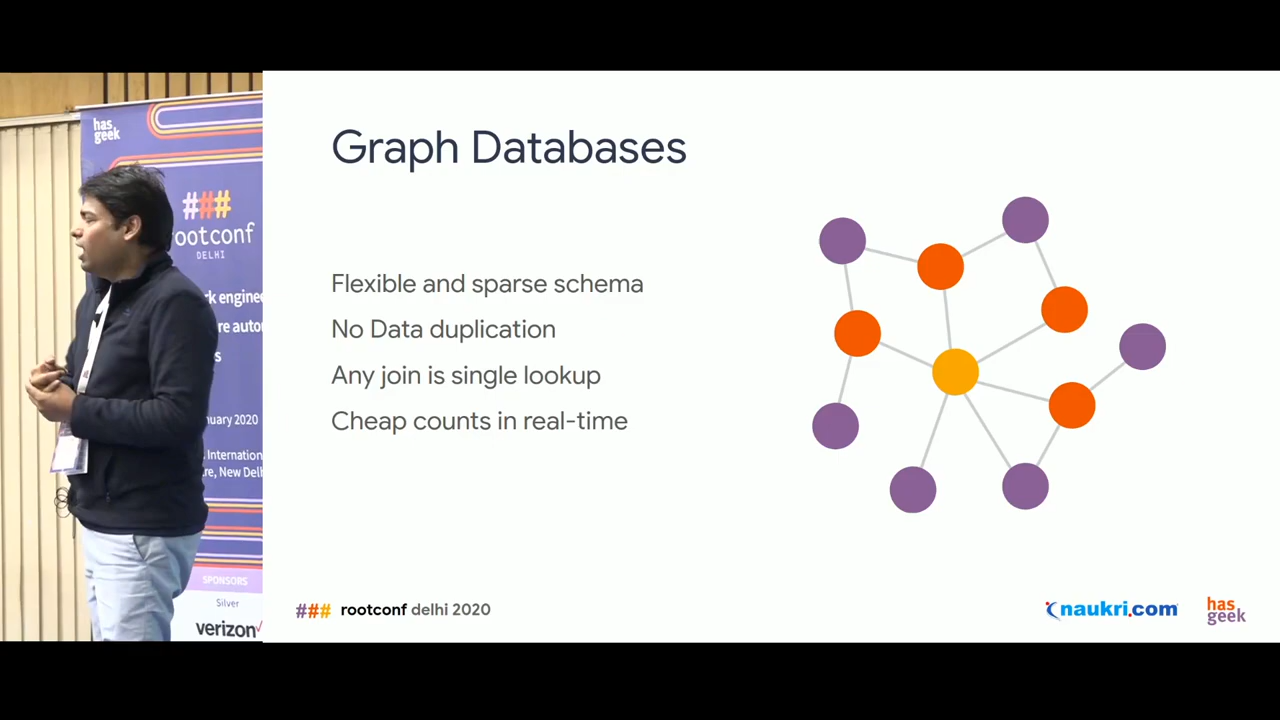 has
geek
###
rootconf
DELHI
nuary 2020
International
New Delh
SPONSORS
Silver
verizon
Graph Databases
Flexible and sparse schema
No Data duplication
Any join is single lookup
Cheap counts in real-time
### rootconf delhi 2020
naukri.com
has
geek